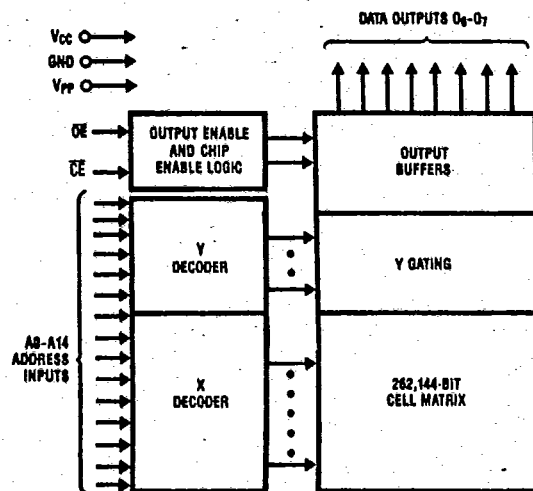 DATA OUTPUTS O0-O7
VCC
GND
VPP
OE
CE
OUTPUT ENABLE
AND CHIP
ENABLE LOGIC
OUTPUT
BUFFERS
Y
DECODER
Y GATING
A0-A14
ADDRESS
INPUTS
X
DECODER
262,144-BIT
CELL MATRIX